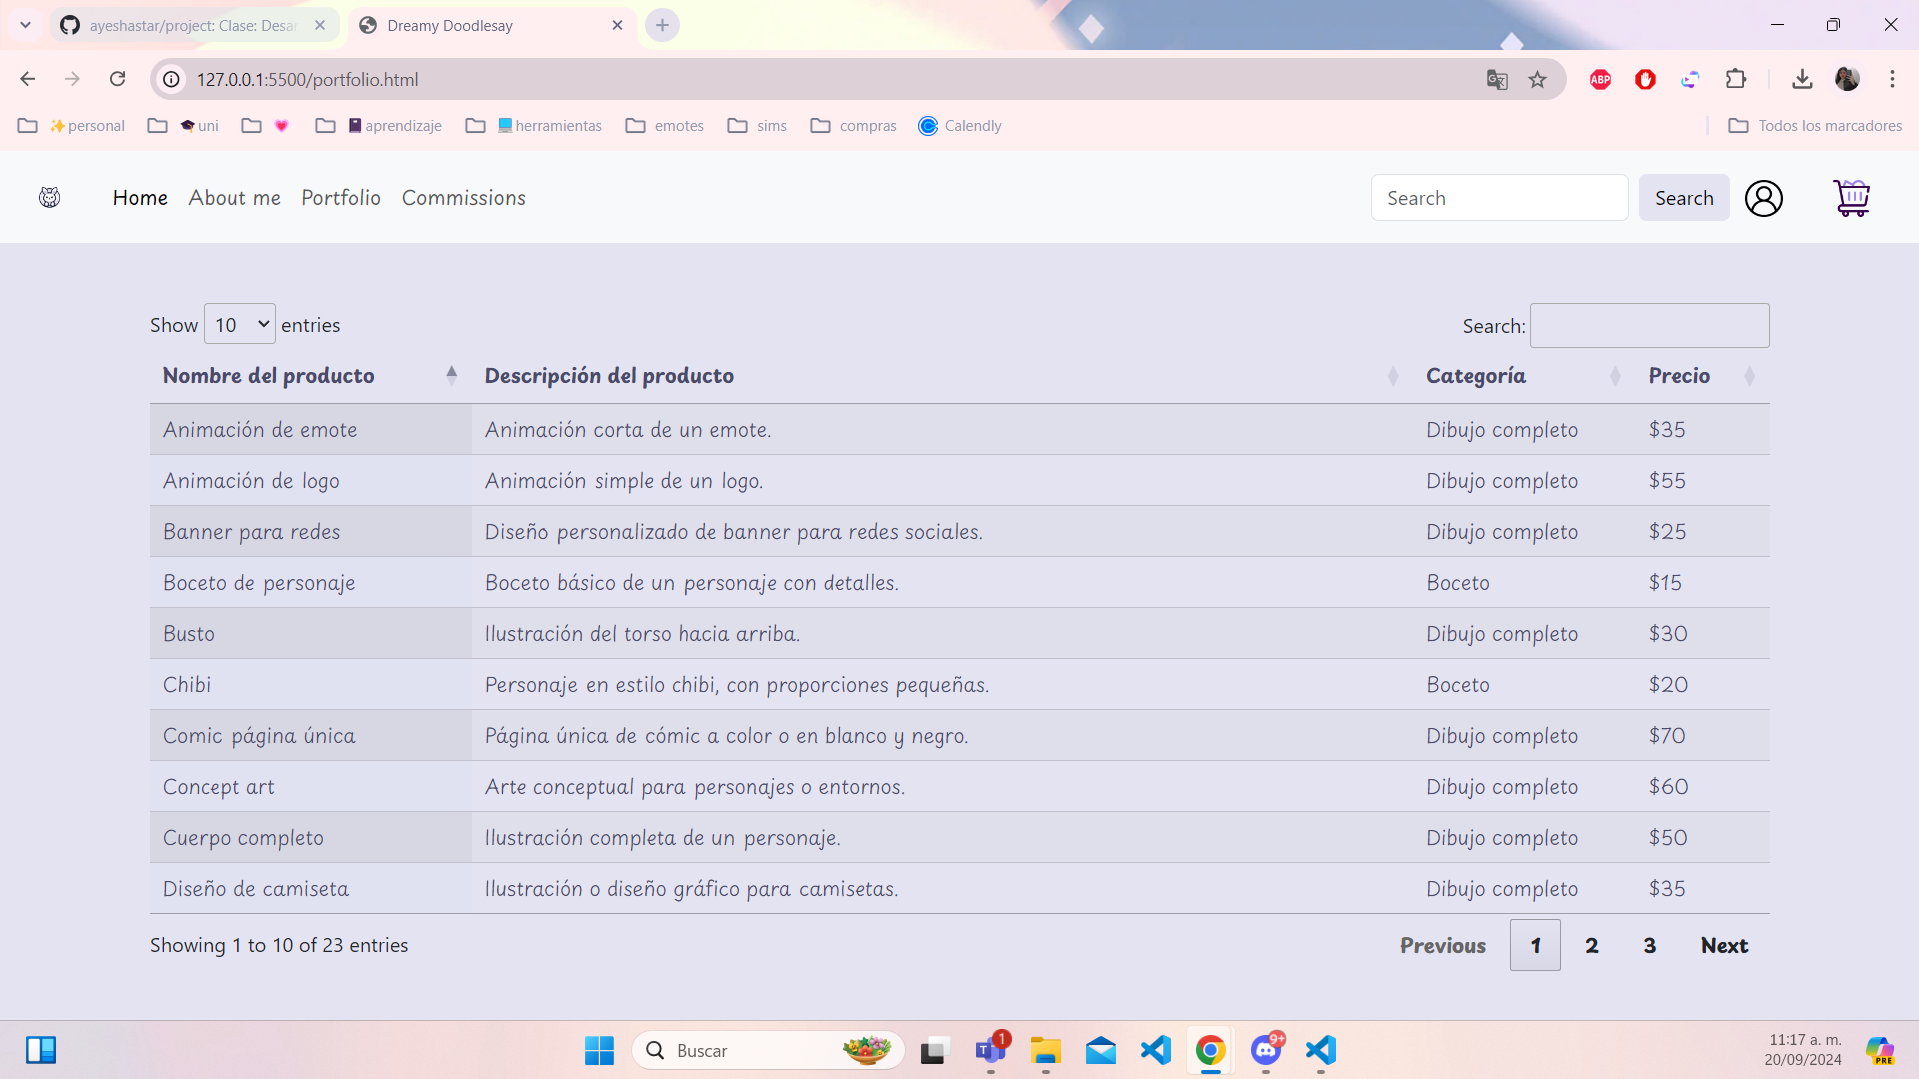 ayeshastar/project: Clase: Desar
Dreamy Doodlesay
127.0.0.1:5500/portfolio.html
ABP
✨personal
🎓uni
💗
📓aprendizaje
💻herramientas
emotes
sims
compras
Calendly
Todos los marcadores
Home About me Portfolio Commissions
Search
Search
Show 10 entries
Search:
Nombre del producto Descripción del producto Categoría Precio
Animación de emote Animación corta de un emote. Dibujo completo $35
Animación de logo Animación simple de un logo. Dibujo completo $55
Banner para redes Diseño personalizado de banner para redes sociales. Dibujo completo $25
Boceto de personaje Boceto básico de un personaje con detalles. Boceto $15
Busto Ilustración del torso hacia arriba. Dibujo completo $30
Chibi Personaje en estilo chibi, con proporciones pequeñas. Boceto $20
Comic página única Página única de cómic a color o en blanco y negro. Dibujo completo $70
Concept art Arte conceptual para personajes o entornos. Dibujo completo $60
Cuerpo completo Ilustración completa de un personaje. Dibujo completo $50
Diseño de camiseta Ilustración o diseño gráfico para camisetas. Dibujo completo $35
Showing 1 to 10 of 23 entries
Previous 1 2 3 Next
Buscar
1
9+
11:17 a. m.
20/09/2024
PRE